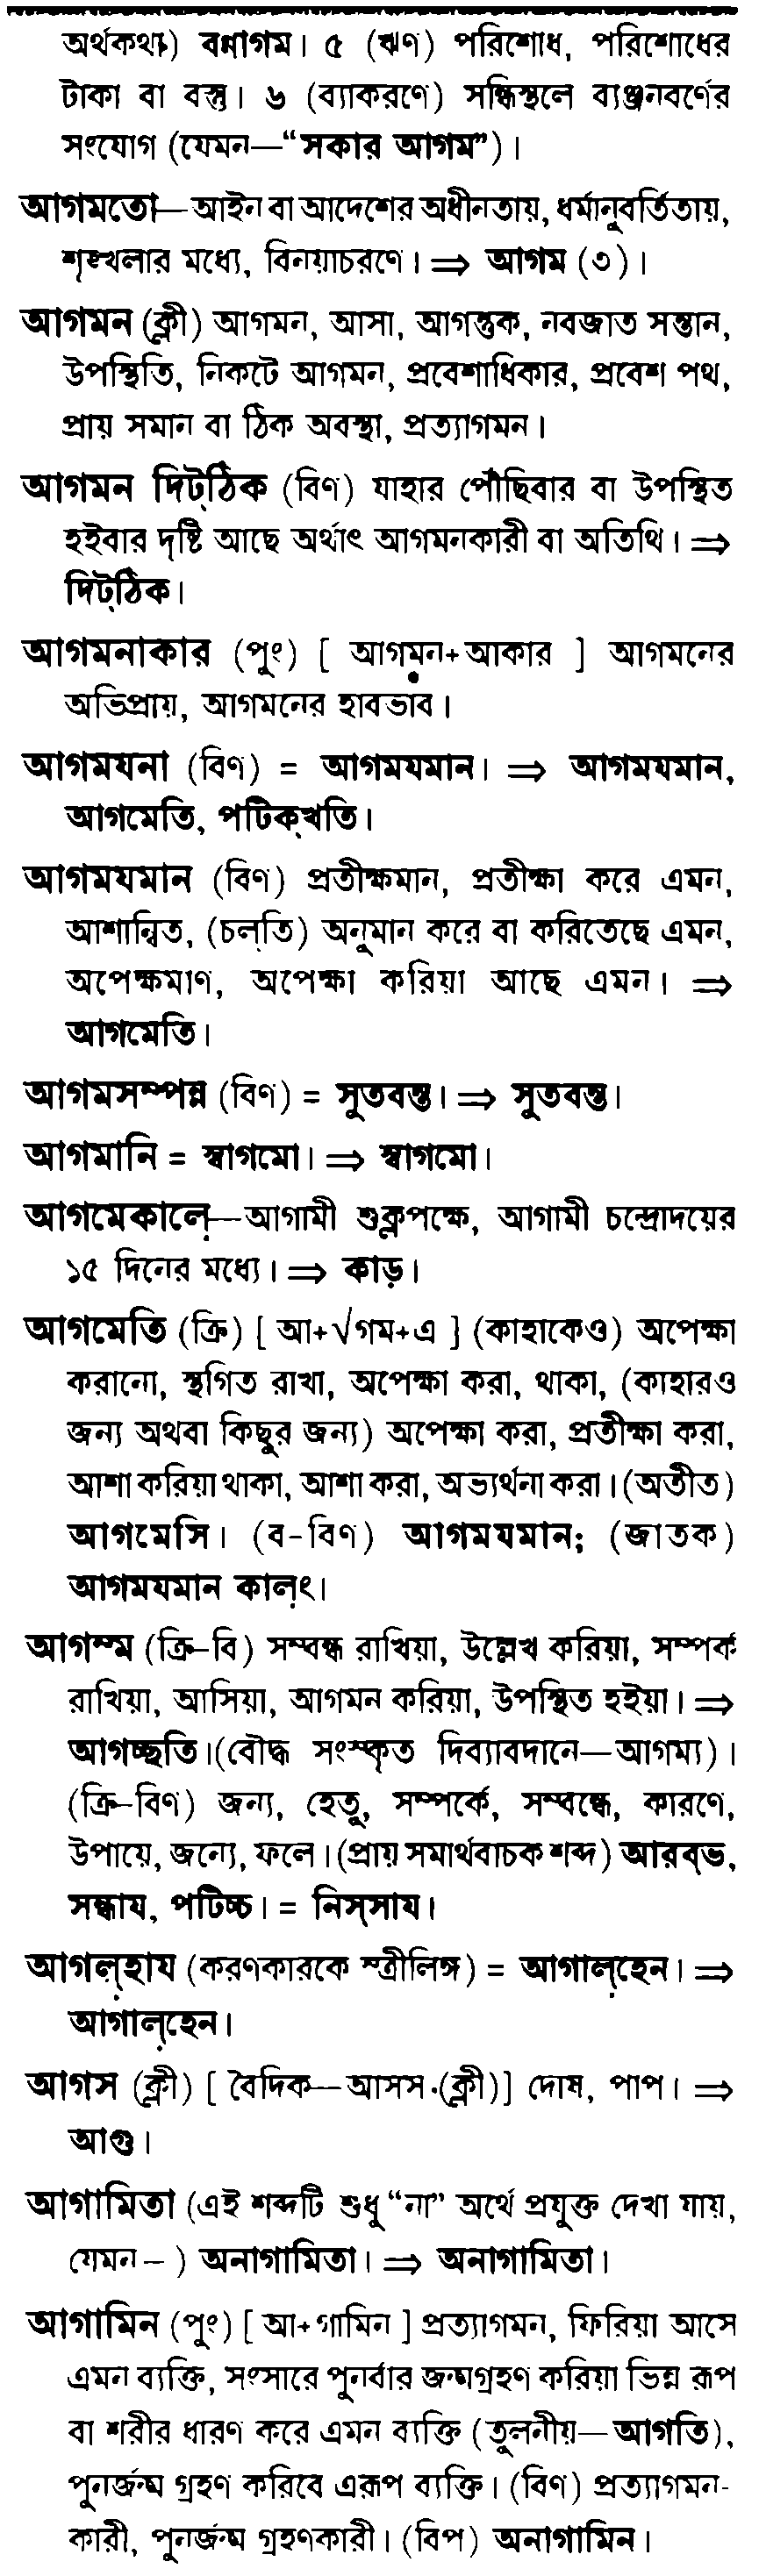 অর্থকথা) বন্নাগম। ৫ (ঋণ) পরিশোধ, পরিশোধের
টাকা বা বস্তু। ৬ (ব্যাকরণে) সন্ধিস্থলে ব্যঞ্জনবর্ণের
সংযোগ (যেমন—“সকার আগম”)।
আগমতো—আইন বা আদেশের অধীনতায়, ধর্মানুবর্তিতায়,
শৃঙ্খলার মধ্যে, বিনয়াচরণে। ⇒ আগম (৩)।
আগমন (ক্লী) আগমন, আসা, আগন্তুক, নবজাত সন্তান,
উপস্থিতি, নিকটে আগমন, প্রবেশাধিকার, প্রবেশ পথ,
প্রায় সমান বা ঠিক অবস্থা, প্রত্যাগমন।
আগমন দিট্‌ঠিক (বিণ) যাহার পৌঁছিবার বা উপস্থিত
হইবার দৃষ্টি আছে অর্থাৎ আগমনকারী বা অতিথি। ⇒
দিট্‌ঠিক।
আগমনাকার (পুং) [ আগমন+আকার ] আগমনের
অভিপ্রায়, আগমনের হাবভাব।
আগমযনা (বিণ) = আগমযমান। ⇒ আগমযমান,
আগমেতি, পটিক্‌খতি।
আগমযমান (বিণ) প্রতীক্ষমান, প্রতীক্ষা করে এমন,
আশান্বিত, (চল্‌তি) অনুমান করে বা করিতেছে এমন,
অপেক্ষমাণ, অপেক্ষা করিয়া আছে এমন। ⇒
আগমেতি।
আগমসম্পন্ন (বিণ) = সুতবন্ত। ⇒ সুতবন্ত।
আগমানি = স্বাগমো। ⇒ স্বাগমো।
আগমেকালে়—আগামী শুক্লপক্ষে, আগামী চন্দ্রোদয়ের
১৫ দিনের মধ্যে। ⇒ কাড়।
আগমেতি (ক্রি) [ আ+√গম+এ ] (কাহাকেও) অপেক্ষা
করানো, স্থগিত রাখা, অপেক্ষা করা, থাকা, (কাহারও
জন্য অথবা কিছুর জন্য) অপেক্ষা করা, প্রতীক্ষা করা,
আশা করিয়া থাকা, আশা করা, অভ্যর্থনা করা। (অতীত)
আগমেসি। (ব-বিণ) আগমযমান; (জাতক)
আগমযমান কাল়ং।
আগম্ম (ক্রি-বি) সম্বন্ধ রাখিয়া, উল্লেখ করিয়া, সম্পর্ক
রাখিয়া, আসিয়া, আগমন করিয়া, উপস্থিত হইয়া। ⇒
আগচ্ছতি। (বৌদ্ধ সংস্কৃত দিব্যাবদানে—আগম্য)।
(ক্রি-বিণ) জন্য, হেতু, সম্পর্কে, সম্বন্ধে, কারণে,
উপায়ে, জন্যে, ফলে। (প্রায় সমার্থবাচক শব্দ) আরব্ভ,
সন্ধায, পটিচ্চ। = নিস্‌সায।
আগল়্‌হায (করণকারকে স্ত্রীলিঙ্গ) = আগাল়্‌হেন। ⇒
আগাল়্‌হেন।
আগস (ক্লী) [ বৈদিক—আসস (ক্লী)] দোষ, পাপ। ⇒
আগু।
আগামিতা (এই শব্দটি শুধু “না” অর্থে প্রযুক্ত দেখা যায়,
যেমন– ) অনাগামিতা। ⇒ অনাগামিতা।
আগামিন (পুং) [ আ+গামিন ] প্রত্যাগমন, ফিরিয়া আসে
এমন ব্যক্তি, সংসারে পুনর্বার জন্মগ্রহণ করিয়া ভিন্ন রূপ
বা শরীর ধারণ করে এমন ব্যক্তি (তুলনীয়—আগতি),
পুনর্জন্ম গ্রহণ করিবে এরূপ ব্যক্তি। (বিণ) প্রত্যাগমন-
কারী, পুনর্জন্ম গ্রহণকারী। (বিপ) অনাগামিন।